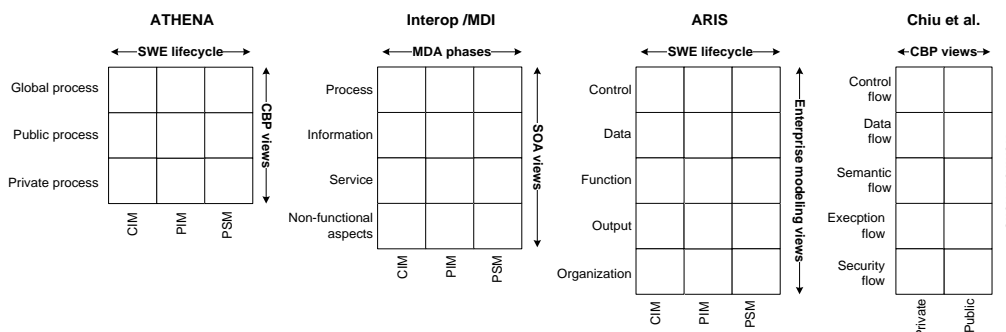 ATHENA
SWE lifecycle
Global process
Public process
Private process
CBP views
CIM
PIM
PSM
Interop /MDI
MDA phases
Process
Information
Service
Non-functional
aspects
SOA views
CIM
PIM
PSM
ARIS
SWE lifecycle
Control
Data
Function
Output
Organization
Enterprise modeling views
CIM
PIM
PSM
Chiu et al.
CBP views
Control
flow
Data
flow
Semantic
flow
Execption
flow
Security
flow
Private
Public